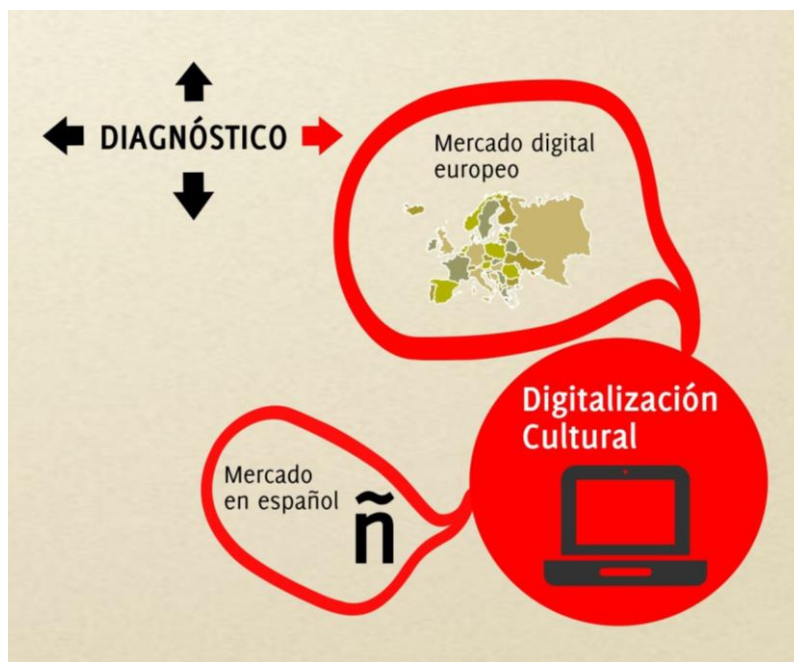 DIAGNÓSTICO
Mercado digital
europeo
Digitalización
Cultural
Mercado
en español
ñ